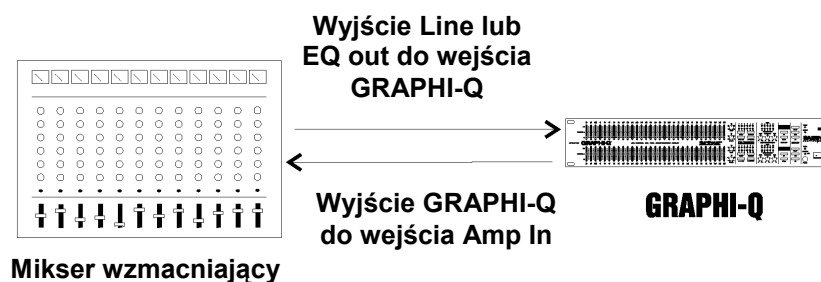 Wyjście Line lub
EQ out do wejścia
GRAPHI-Q
Wyjście GRAPHI-Q
do wejścia Amp In
GRAPHI-Q
Mikser wzmacniający